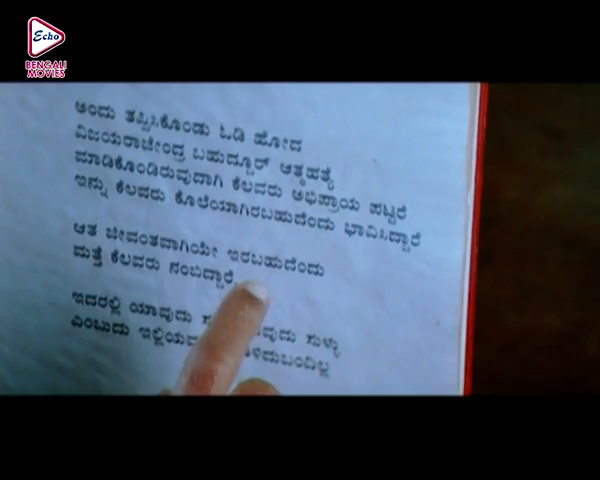 Echo
BENGALI
MOVIES
ಅಂದು ತಪ್ಪಿಸಿಕೊಂಡು ಓಡಿ ಹೋದ
ವಿಜಯರಾಜೇಂದ್ರ ಬಹುದ್ಧೂರ್ ಆತ್ಮಹತ್ಯೆ
ಮಾಡಿಕೊಂಡಿರುವುದಾಗಿ ಕೆಲವರು ಅಭಿಪ್ರಾಯ ಪಟ್ಟರೆ
ಇನ್ನು ಕೆಲವರು ಕೊಲೆಯಾಗಿರಬಹುದೆಂದು ಭಾವಿಸಿದ್ದಾರೆ
ಆತ ಜೀವಂತವಾಗಿಯೇ ಇರಬಹುದೆಂದು
ಮತ್ತೆ ಕೆಲವರು ನಂಬಿದ್ದಾರೆ
ಇದರಲ್ಲಿ ಯಾವುದು ಸುಳ್ಳು
ಎಂಬುದು